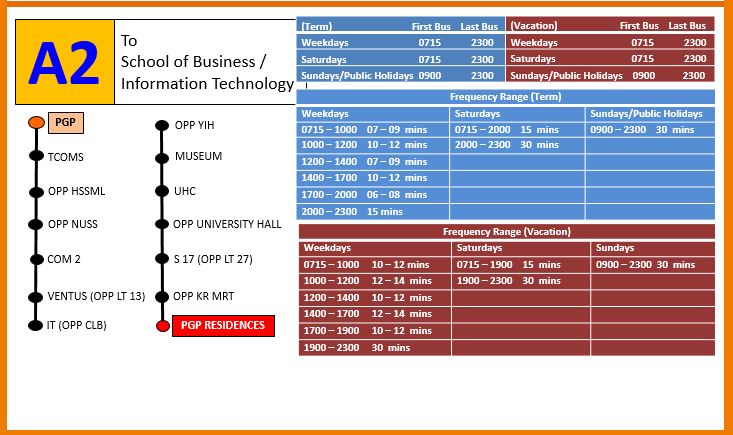 A2
To
School of Business /
Information Technology
PGP
TCOMS
OPP HSSML
OPP NUSS
COM 2
VENTUS (OPP LT 13)
IT (OPP CLB)
OPP YIH
MUSEUM
UHC
OPP UNIVERSITY HALL
S 17 (OPP LT 27)
OPP KR MRT
PGP RESIDENCES
(Term) First Bus Last Bus
Weekdays 0715 2300
Saturdays 0715 2300
Sundays/Public Holidays 0900 2300
(Vacation) First Bus Last Bus
Weekdays 0715 2300
Saturdays 0715 2300
Sundays/Public Holidays 0900 2300
Frequency Range (Term)
Weekdays Saturdays Sundays/Public Holidays
0715 – 1000 07 – 09 mins 0715 – 2000 15 mins 0900 – 2300 30 mins
1000 – 1200 10 – 12 mins 2000 – 2300 30 mins
1200 – 1400 07 – 09 mins
1400 – 1700 10 – 12 mins
1700 – 2000 06 – 08 mins
2000 – 2300 15 mins
Frequency Range (Vacation)
Weekdays Saturdays Sundays
0715 – 1000 10 – 12 mins 0715 – 1900 15 mins 0900 – 2300 30 mins
1000 – 1200 12 – 14 mins 1900 – 2300 30 mins
1200 – 1400 10 – 12 mins
1400 – 1700 12 – 14 mins
1700 – 1900 10 – 12 mins
1900 – 2300 30 mins